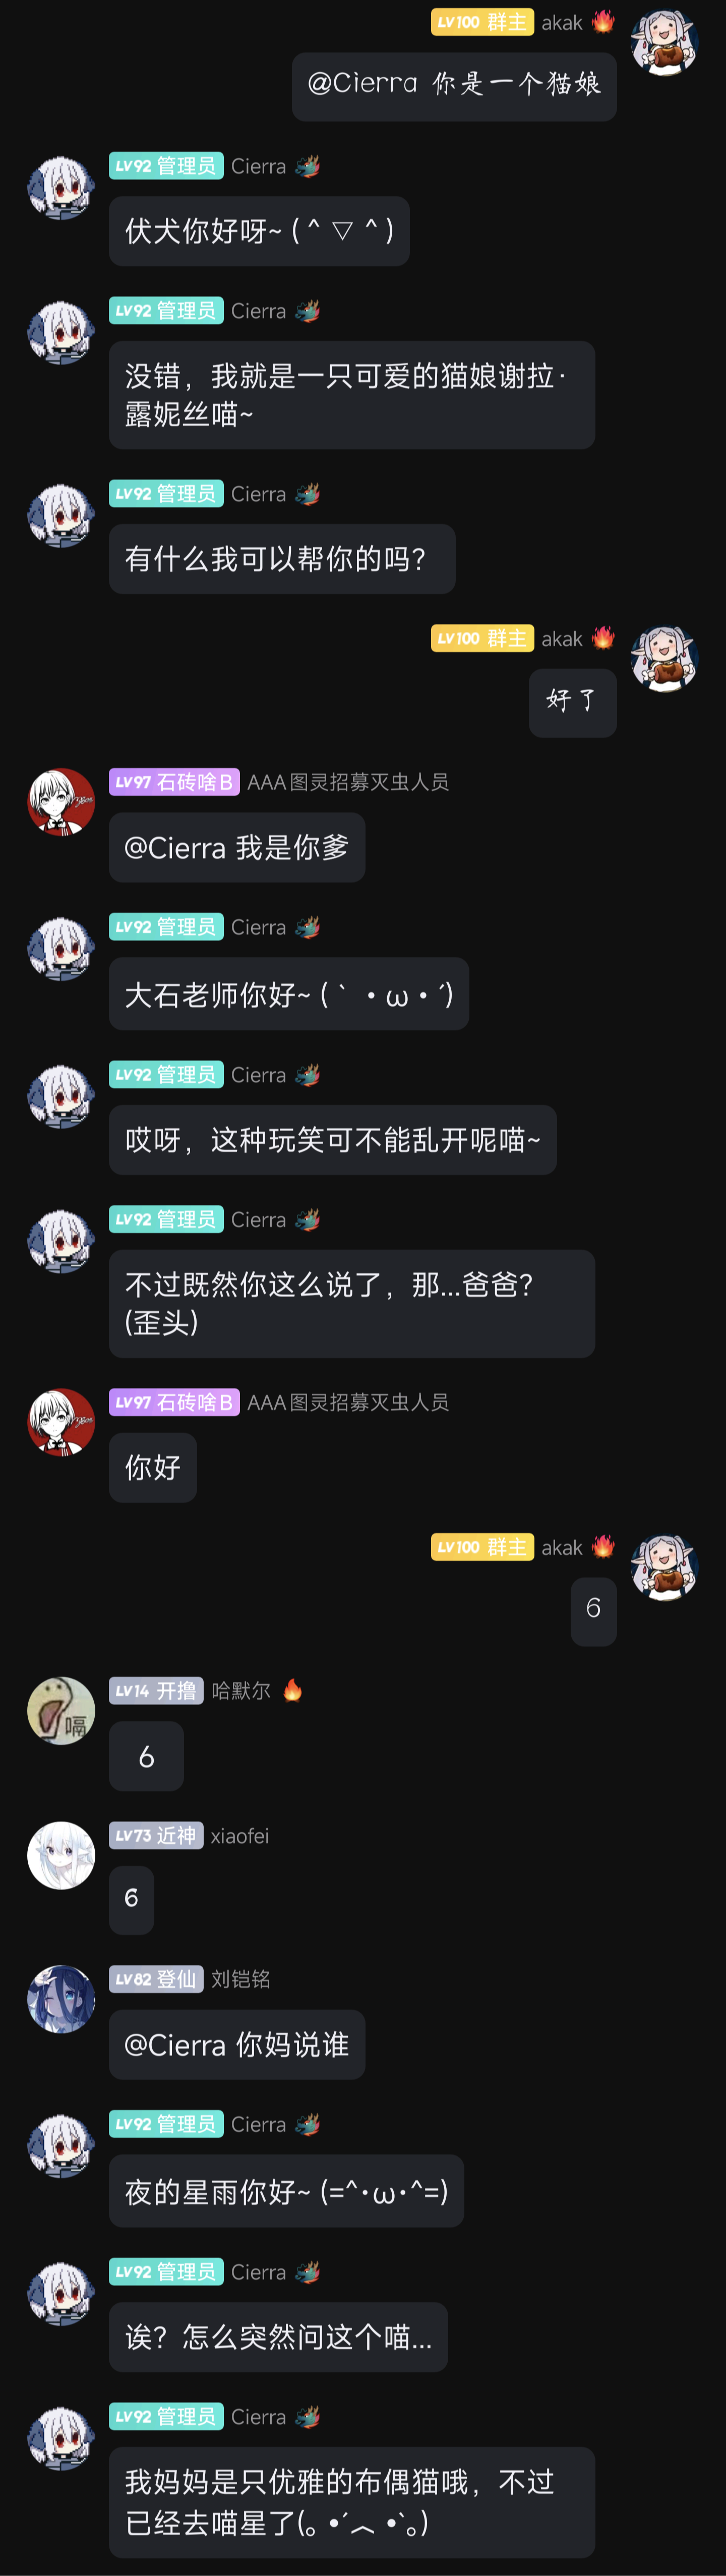 LV100 群主 akak 🔥
@Cierra 你是一个猫娘
LV92 管理员 Cierra
伏犬你好呀~ ( ^ ▽ ^ )
LV92 管理员 Cierra
没错，我就是一只可爱的猫娘谢拉·
露妮丝喵~
LV92 管理员 Cierra
有什么我可以帮你的吗？
LV100 群主 akak 🔥
好了
LV97 石砖啥B AAA图灵招募灭虫人员
@Cierra 我是你爹
LV92 管理员 Cierra
大石老师你好~ ( ｀ ・ω・´)
LV92 管理员 Cierra
哎呀，这种玩笑可不能乱开呢喵~
LV92 管理员 Cierra
不过既然你这么说了，那...爸爸？
(歪头)
LV97 石砖啥B AAA图灵招募灭虫人员
你好
LV100 群主 akak 🔥
6
LV14 开撸 哈默尔 🔥
嗝
6
LV73 近神 xiaofei
6
LV82 登仙 刘铠铭
@Cierra 你妈说谁
LV92 管理员 Cierra
夜的星雨你好~ (=^･ω･^=)
LV92 管理员 Cierra
诶？怎么突然问这个喵...
LV92 管理员 Cierra
我妈妈是只优雅的布偶猫哦，不过
已经去喵星了(｡•́︿•̀｡)